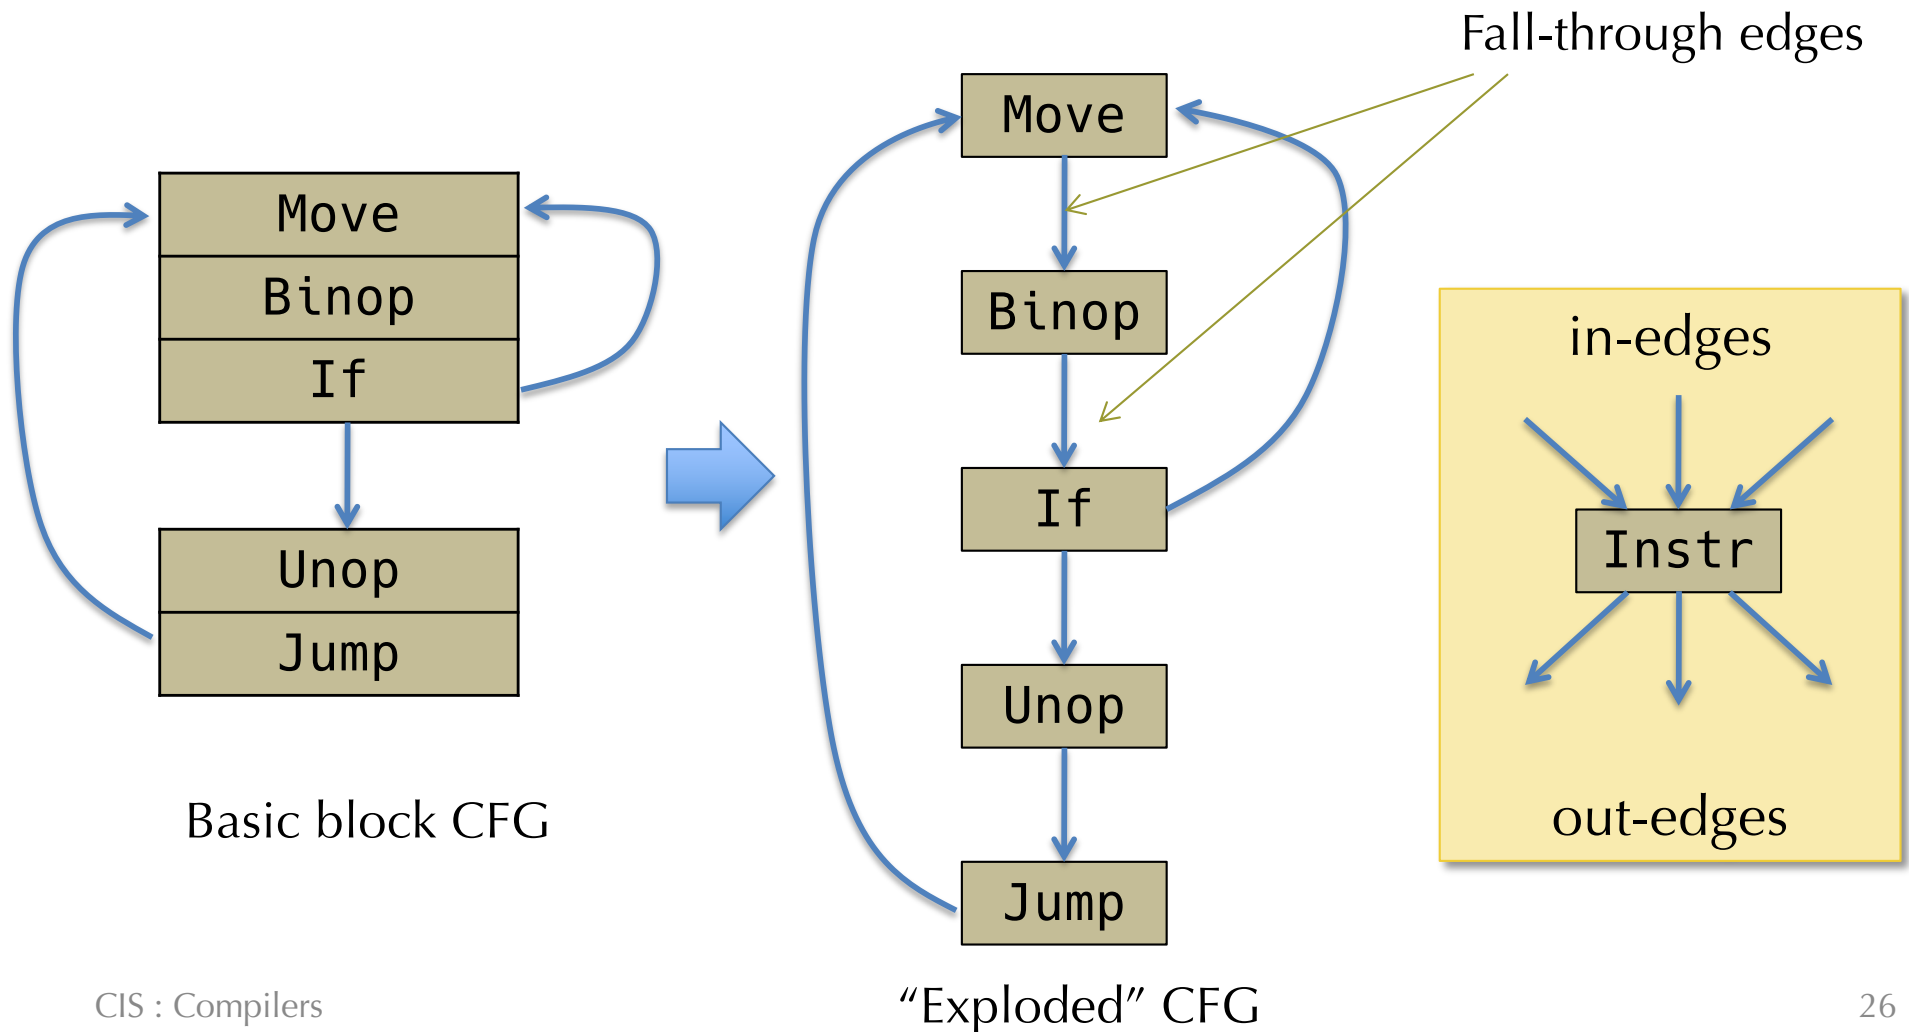 Fall-through edges
Move
Binop
If
Unop
Jump
Basic block CFG
Move
Binop
If
Unop
Jump
“Exploded” CFG
in-edges
Instr
out-edges
CIS : Compilers
26